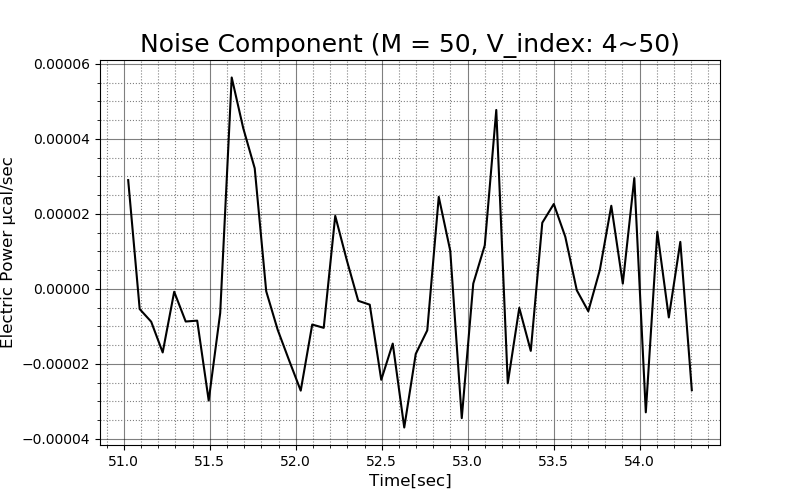 Noise Component (M = 50, V_index: 4~50)
Electric Power μcal/sec
0.00006
0.00004
0.00002
0.00000
−0.00002
−0.00004
51.0 51.5 52.0 52.5 53.0 53.5 54.0
Time[sec]